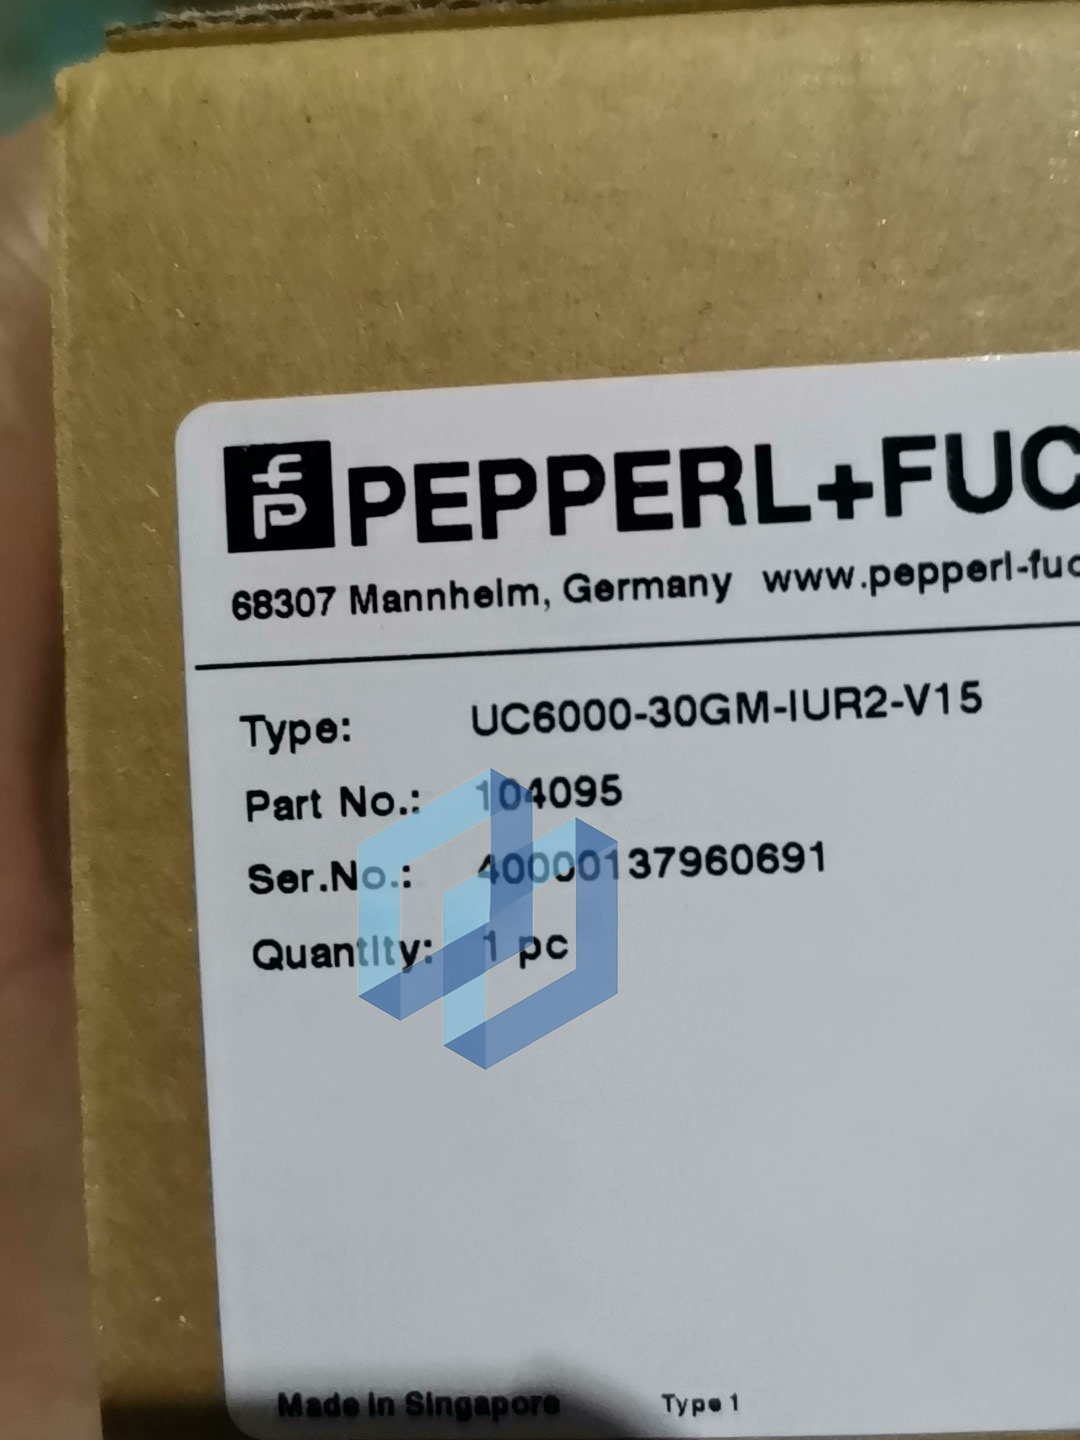 PEPPERL+FUC
68307 Mannheim, Germany www.pepperl-fuc
Type: UC6000-30GM-IUR2-V15
Part No.: 104095
Ser.No.: 40000137960691
Quantity: 1 pc
Made in Singapore Type 1